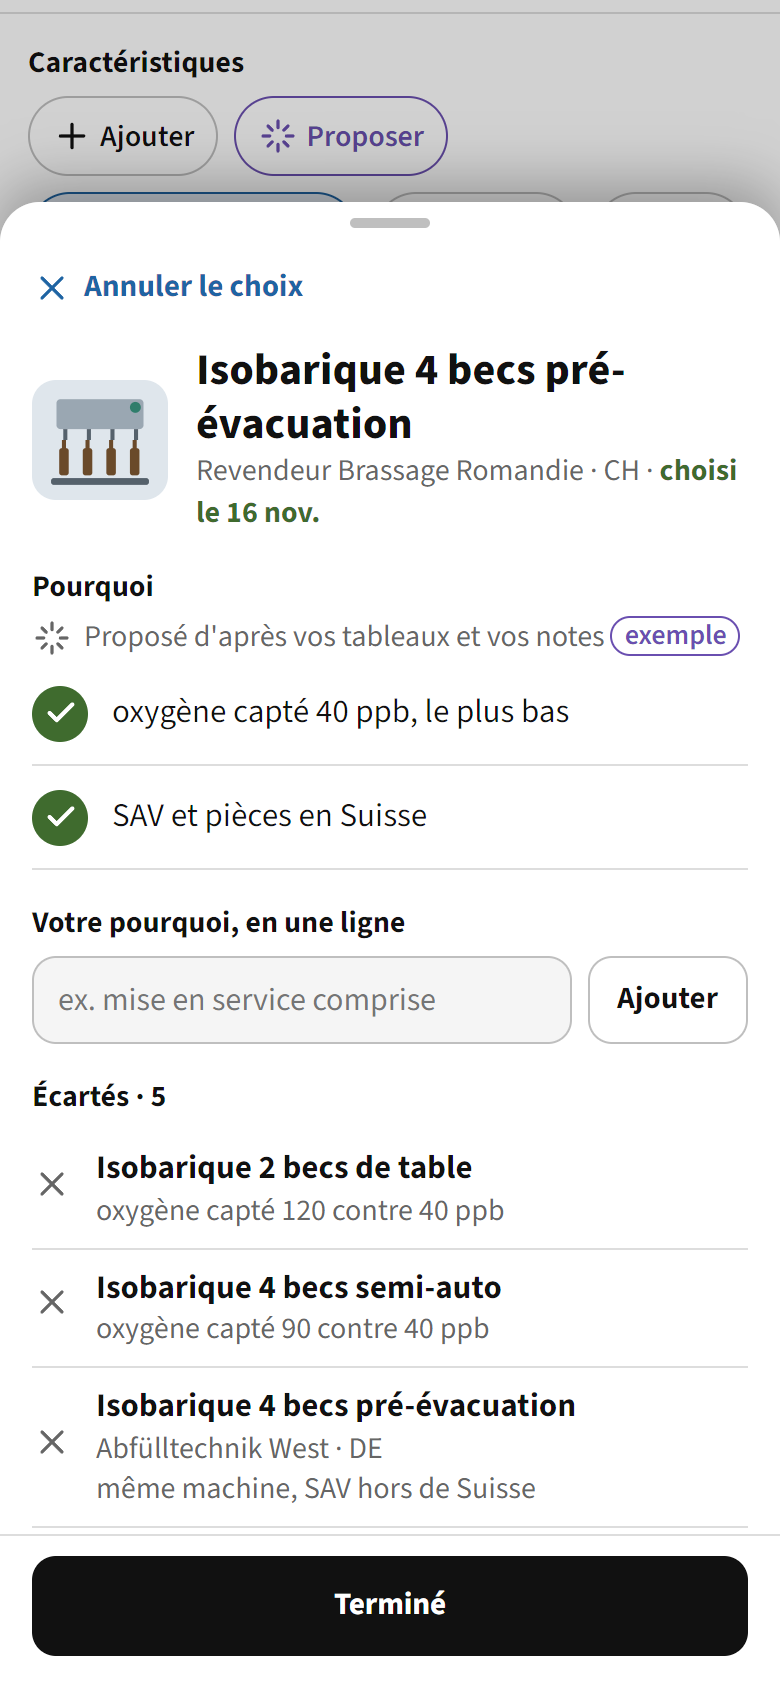 Caractéristiques
Ajouter
Proposer
Annuler le choix
Isobarique 4 becs pré-
évacuation
Revendeur Brassage Romandie · CH · choisi
le 16 nov.
Pourquoi
Proposé d'après vos tableaux et vos notes exemple
oxygène capté 40 ppb, le plus bas
SAV et pièces en Suisse
Votre pourquoi, en une ligne
ex. mise en service comprise
Ajouter
Écartés · 5
Isobarique 2 becs de table
oxygène capté 120 contre 40 ppb
Isobarique 4 becs semi-auto
oxygène capté 90 contre 40 ppb
Isobarique 4 becs pré-évacuation
Abfülltechnik West · DE
même machine, SAV hors de Suisse
Terminé